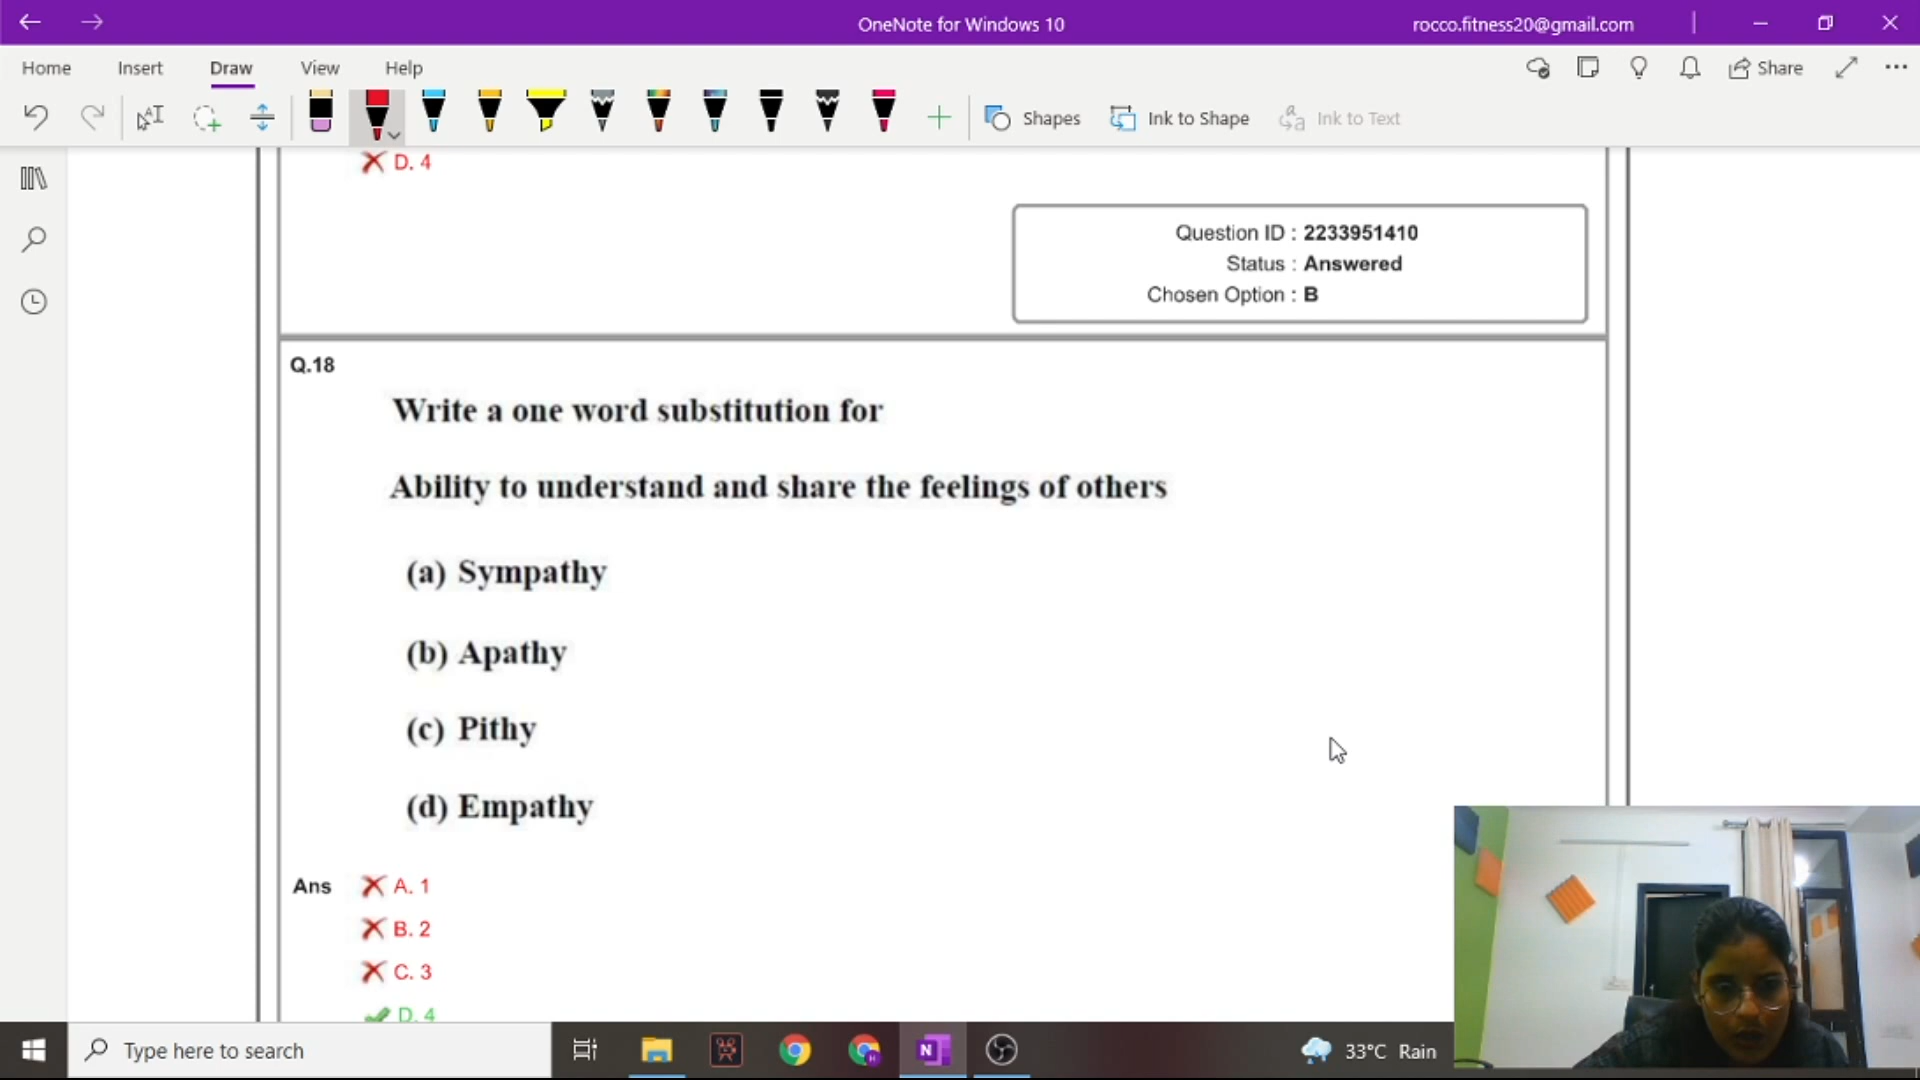 OneNote for Windows 10
rocco.fitness20@gmail.com
Home Insert Draw View Help
Share
Shapes
Ink to Shape
Ink to Text
D. 4
Question ID : 2233951410
Status : Answered
Chosen Option : B
Q.18
Write a one word substitution for
Ability to understand and share the feelings of others
(a) Sympathy
(b) Apathy
(c) Pithy
(d) Empathy
Ans A. 1
B. 2
C. 3
D. 4
Type here to search
33°C Rain